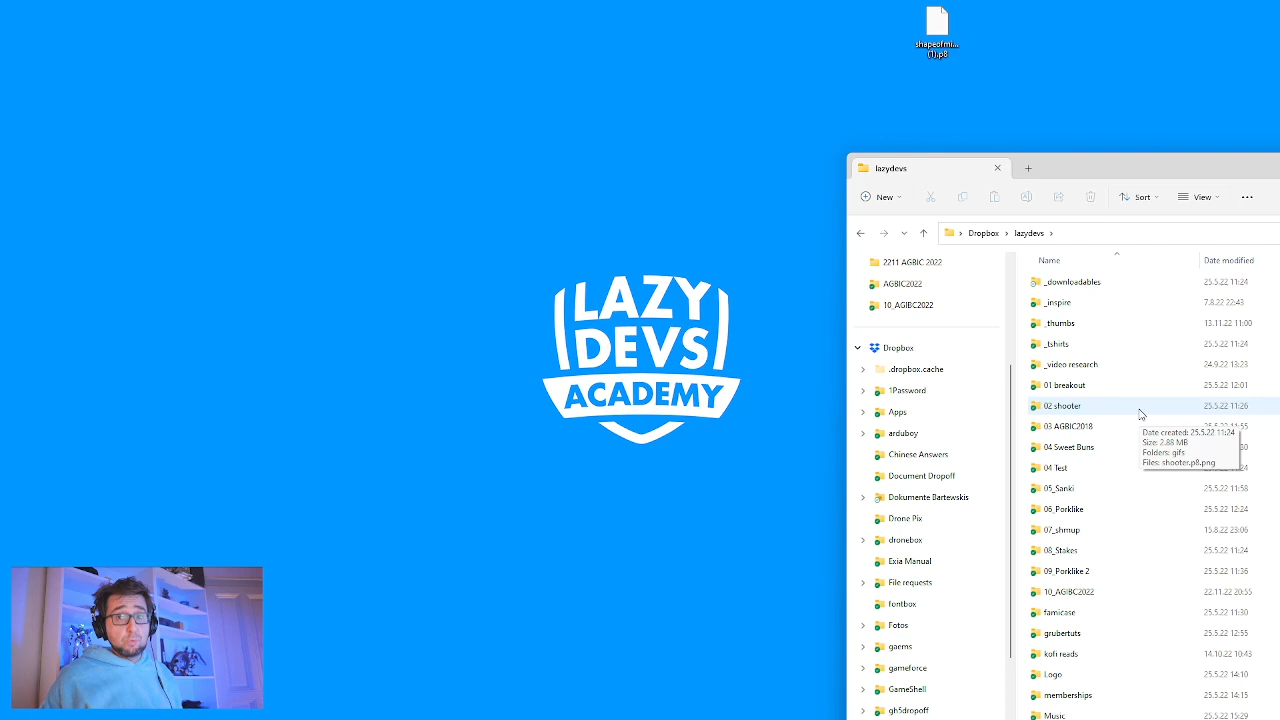 shapeofmi...
(1).p8
lazydevs
New
Sort
View
Dropbox
lazydevs
2211 AGBIC 2022
AGBIC2022
10_AGIBC2022
Dropbox
.dropbox.cache
1Password
Apps
arduboy
Chinese Answers
Document Dropoff
Dokumente Bartewskis
Drone Pix
dronebox
Exia Manual
File requests
fontbox
Fotos
gaems
gameforce
GameShell
gh5dropoff
Name
Date modified
_downloadables
25.5.22 11:24
_inspire
7.8.22 22:43
_thumbs
13.11.22 11:00
_tshirts
25.5.22 11:24
_video research
24.9.22 13:23
01 breakout
25.5.22 12:01
02 shooter
25.5.22 11:26
03 AGBIC2018
04 Sweet Buns
04 Test
05_Sanki
25.5.22 11:58
06_Porklike
25.5.22 12:24
07_shmup
15.8.22 23:06
08_Stakes
25.5.22 11:24
09_Porklike 2
25.5.22 11:36
10_AGIBC2022
22.11.22 20:55
famicase
25.5.22 11:30
grubertuts
25.5.22 12:55
kofi reads
14.10.22 10:43
Logo
25.5.22 14:10
memberships
25.5.22 14:15
Music
25.5.22 15:29
Date created: 25.5.22 11:24
Size: 2.88 MB
Folders: gifs
Files: shooter.p8.png
LAZY
DEVS
ACADEMY